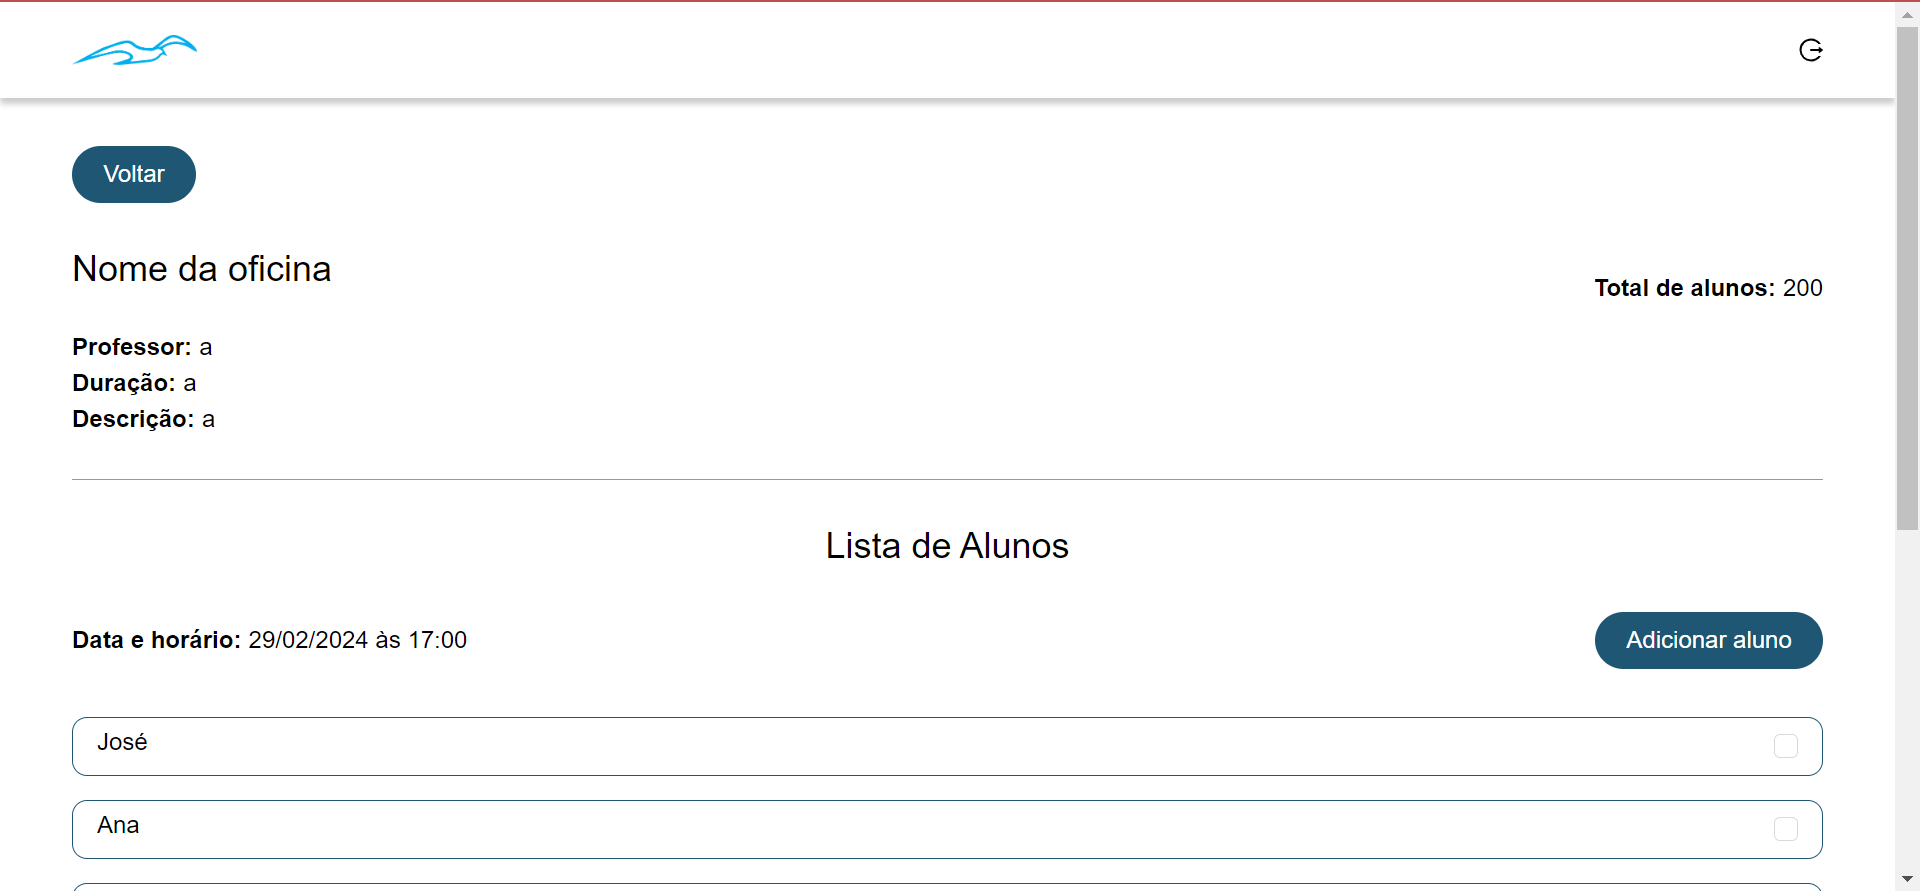 Voltar
Nome da oficina
Total de alunos: 200
Professor: a
Duração: a
Descrição: a
Lista de Alunos
Data e horário: 29/02/2024 às 17:00
Adicionar aluno
José
Ana